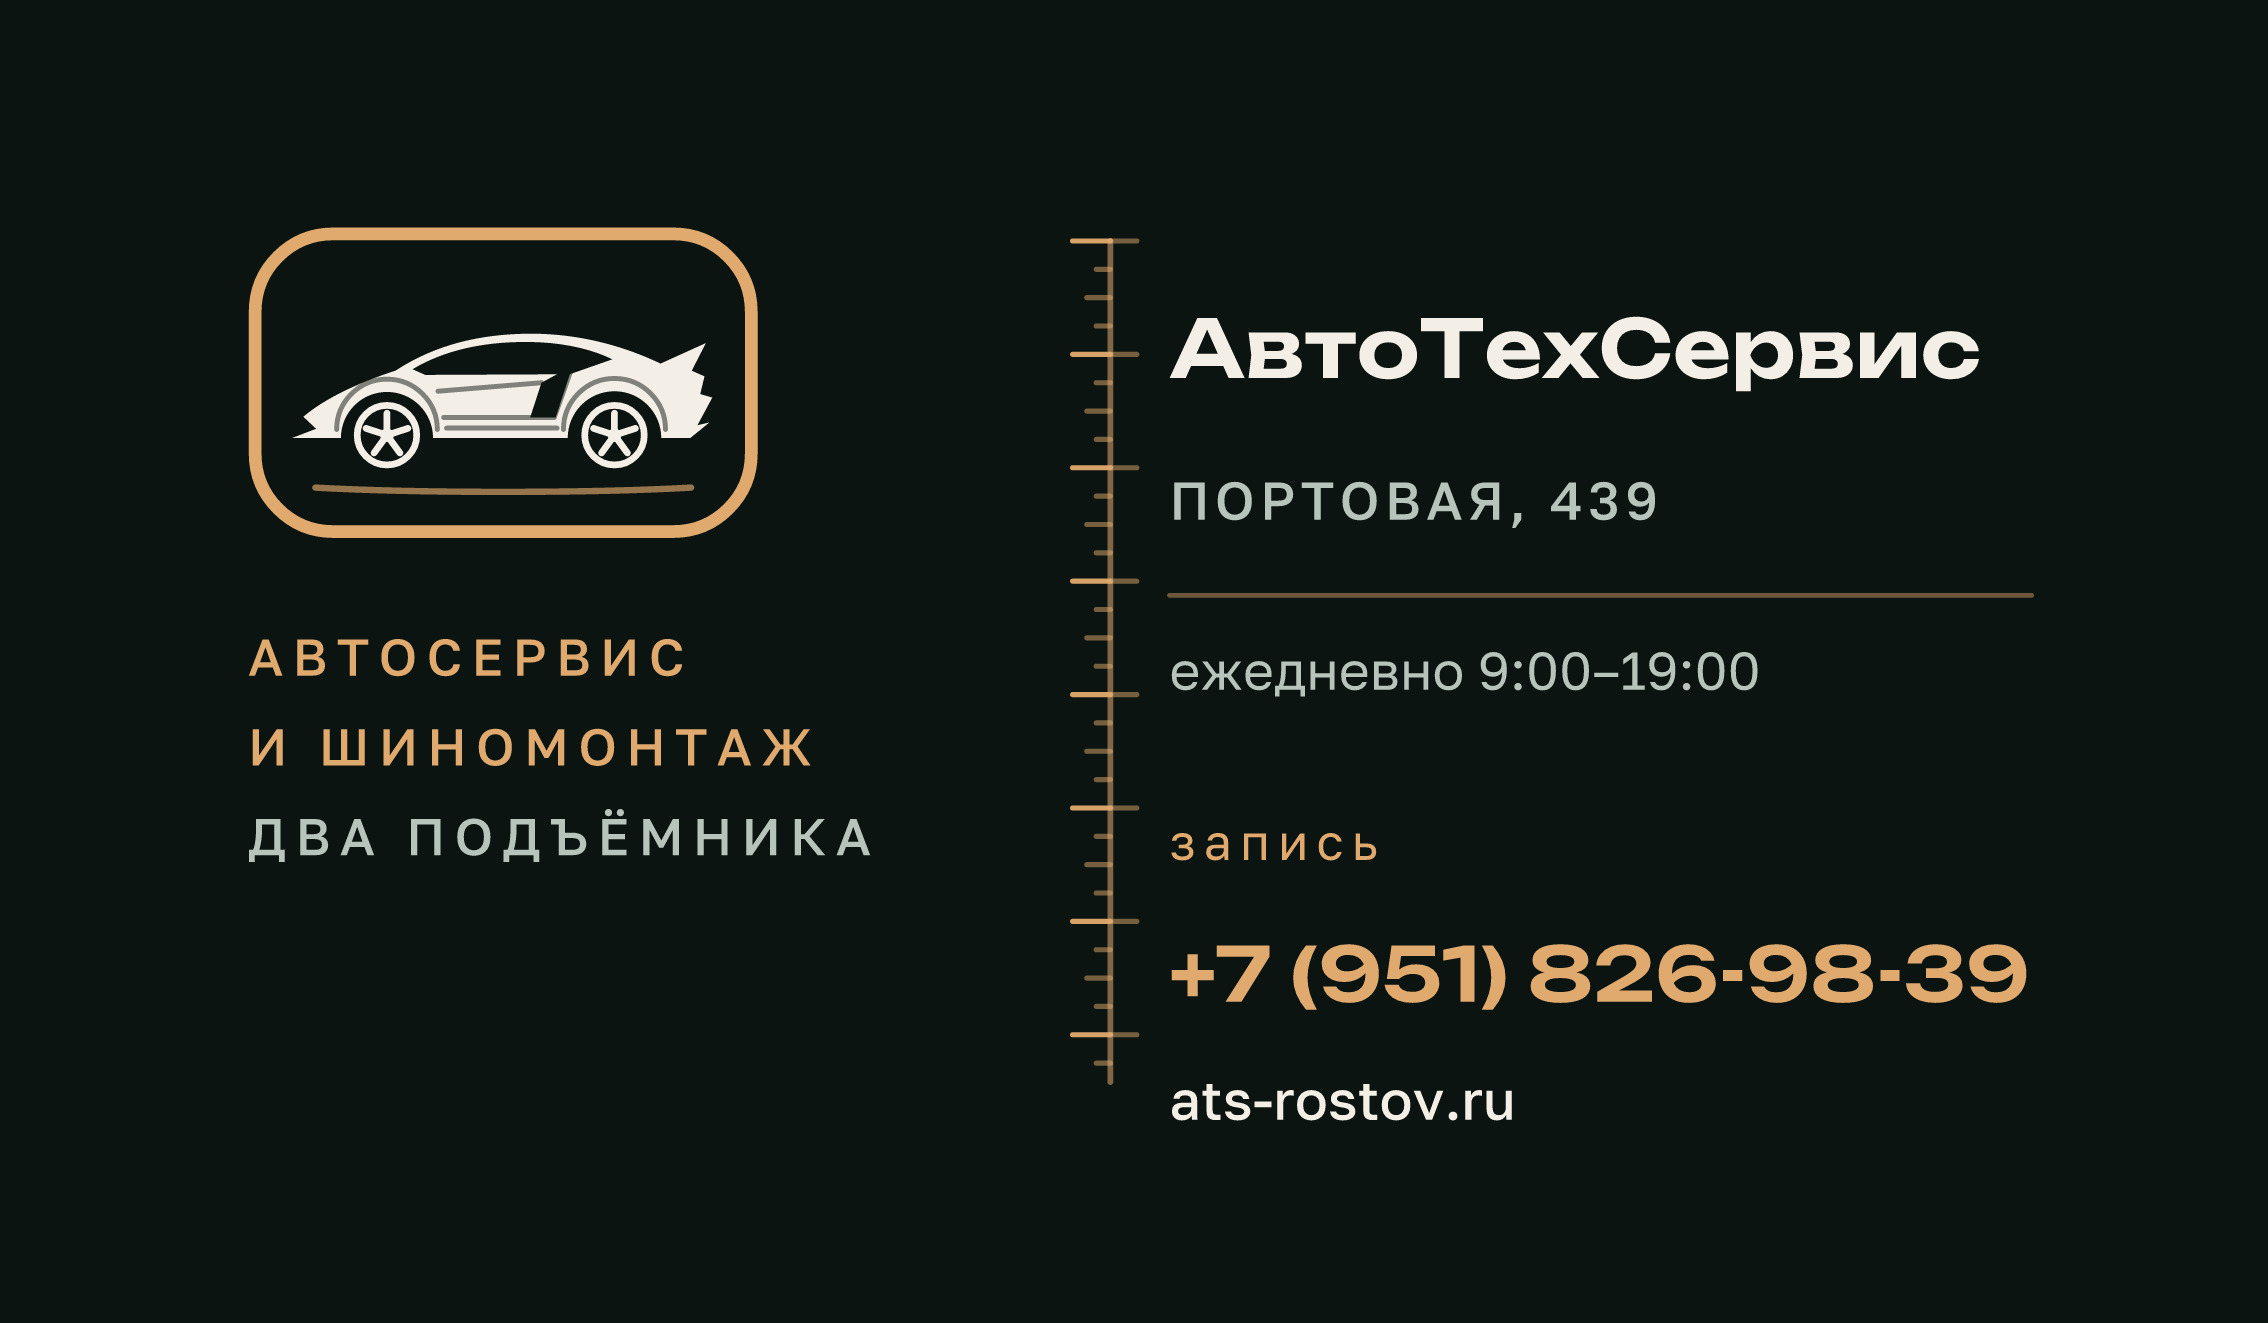 АВТОСЕРВИС
И ШИНОМОНТАЖ
ДВА ПОДЪЁМНИКА
АвтоТехСервис
ПОРТОВАЯ, 439
ежедневно 9:00–19:00
запись
+7 (951) 826-98-39
ats-rostov.ru